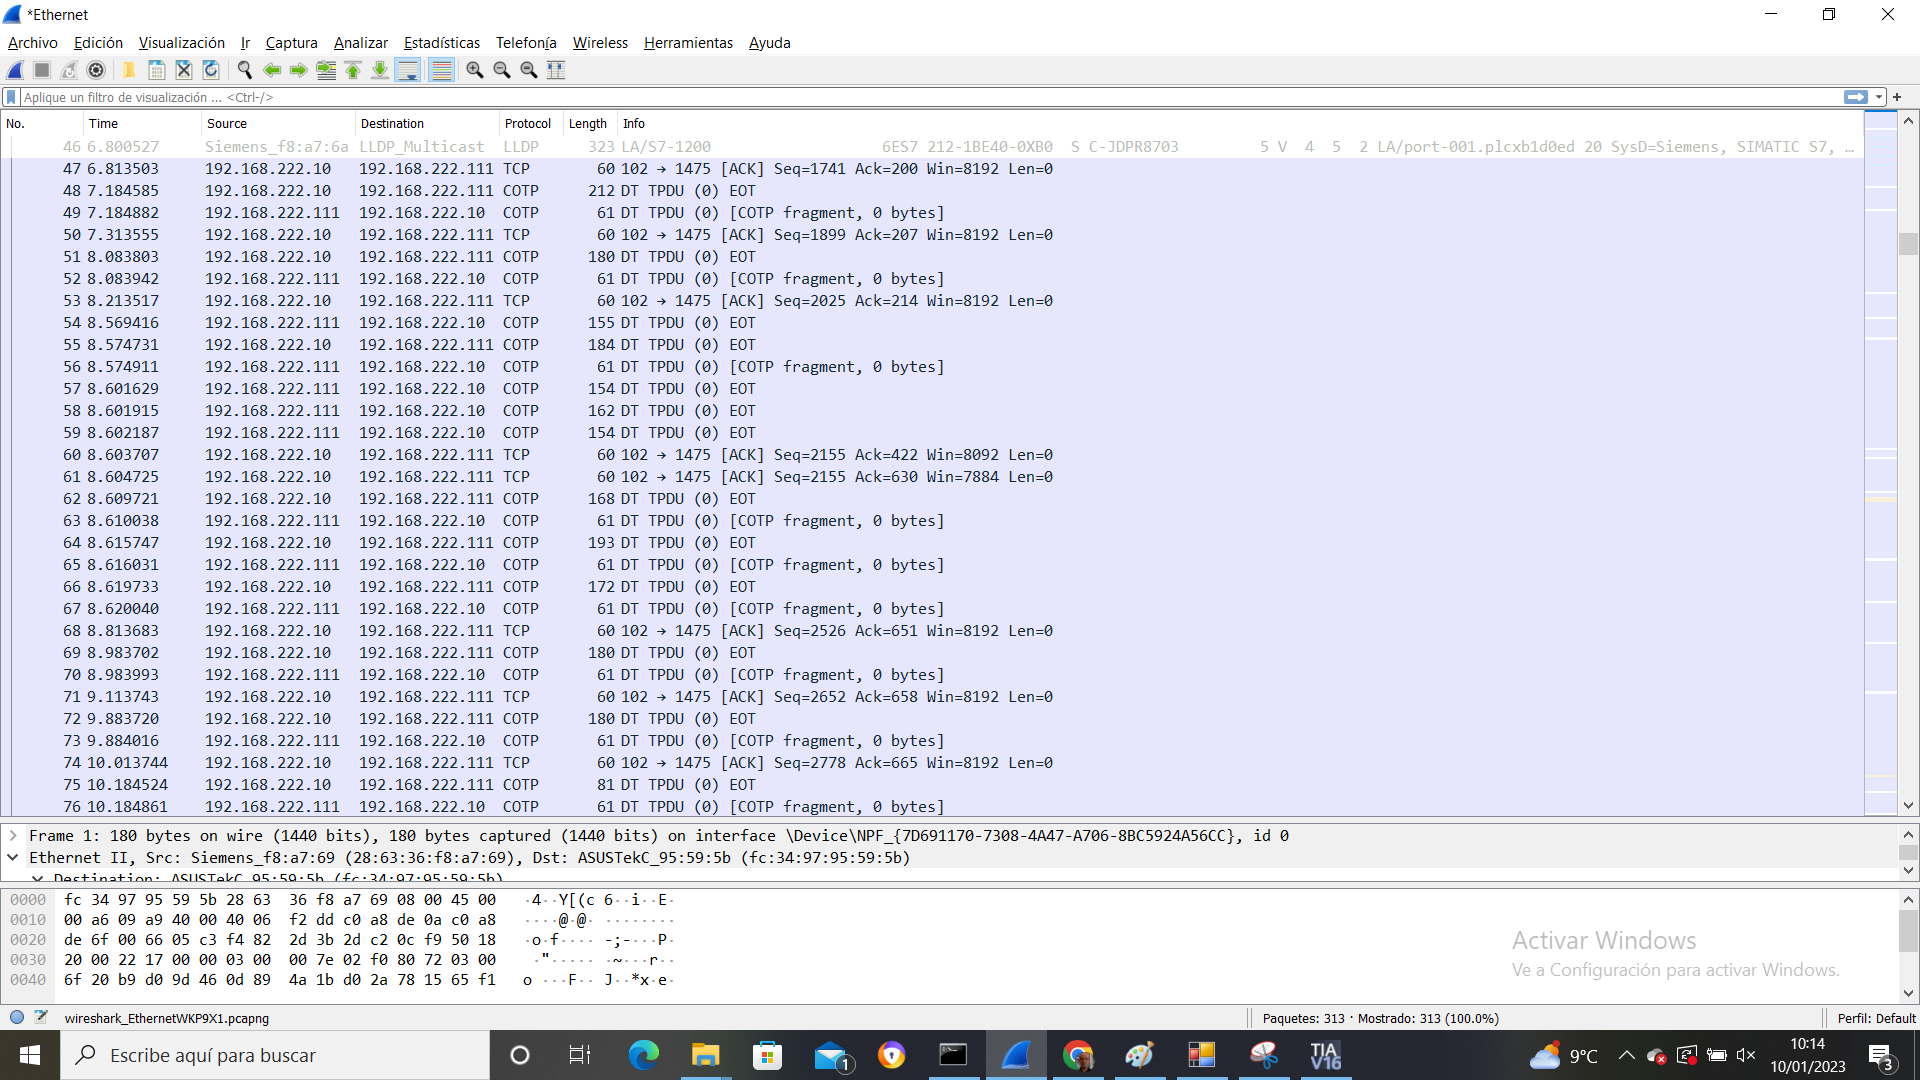 *Ethernet
Archivo Edición Visualización Ir Captura Analizar Estadísticas Telefonía Wireless Herramientas Ayuda
Aplique un filtro de visualización ... <Ctrl-/>
No. Time Source Destination Protocol Length Info
46 6.800527 Siemens_f8:a7:6a LLDP_Multicast LLDP 323 LA/S7-1200 6ES7 212-1BE40-0XB0 S C-JDPR8703 5 V 4 5 2 LA/port-001.plcxb1d0ed 20 SysD=Siemens, SIMATIC S7, …
47 6.813503 192.168.222.10 192.168.222.111 TCP 60 102 → 1475 [ACK] Seq=1741 Ack=200 Win=8192 Len=0
48 7.184585 192.168.222.10 192.168.222.111 COTP 212 DT TPDU (0) EOT
49 7.184882 192.168.222.111 192.168.222.10 COTP 61 DT TPDU (0) [COTP fragment, 0 bytes]
50 7.313555 192.168.222.10 192.168.222.111 TCP 60 102 → 1475 [ACK] Seq=1899 Ack=207 Win=8192 Len=0
51 8.083803 192.168.222.10 192.168.222.111 COTP 180 DT TPDU (0) EOT
52 8.083942 192.168.222.111 192.168.222.10 COTP 61 DT TPDU (0) [COTP fragment, 0 bytes]
53 8.213517 192.168.222.10 192.168.222.111 TCP 60 102 → 1475 [ACK] Seq=2025 Ack=214 Win=8192 Len=0
54 8.569416 192.168.222.111 192.168.222.10 COTP 155 DT TPDU (0) EOT
55 8.574731 192.168.222.10 192.168.222.111 COTP 184 DT TPDU (0) EOT
56 8.574911 192.168.222.111 192.168.222.10 COTP 61 DT TPDU (0) [COTP fragment, 0 bytes]
57 8.601629 192.168.222.111 192.168.222.10 COTP 154 DT TPDU (0) EOT
58 8.601915 192.168.222.111 192.168.222.10 COTP 162 DT TPDU (0) EOT
59 8.602187 192.168.222.111 192.168.222.10 COTP 154 DT TPDU (0) EOT
60 8.603707 192.168.222.10 192.168.222.111 TCP 60 102 → 1475 [ACK] Seq=2155 Ack=422 Win=8092 Len=0
61 8.604725 192.168.222.10 192.168.222.111 TCP 60 102 → 1475 [ACK] Seq=2155 Ack=630 Win=7884 Len=0
62 8.609721 192.168.222.10 192.168.222.111 COTP 168 DT TPDU (0) EOT
63 8.610038 192.168.222.111 192.168.222.10 COTP 61 DT TPDU (0) [COTP fragment, 0 bytes]
64 8.615747 192.168.222.10 192.168.222.111 COTP 193 DT TPDU (0) EOT
65 8.616031 192.168.222.111 192.168.222.10 COTP 61 DT TPDU (0) [COTP fragment, 0 bytes]
66 8.619733 192.168.222.10 192.168.222.111 COTP 172 DT TPDU (0) EOT
67 8.620040 192.168.222.111 192.168.222.10 COTP 61 DT TPDU (0) [COTP fragment, 0 bytes]
68 8.813683 192.168.222.10 192.168.222.111 TCP 60 102 → 1475 [ACK] Seq=2526 Ack=651 Win=8192 Len=0
69 8.983702 192.168.222.10 192.168.222.111 COTP 180 DT TPDU (0) EOT
70 8.983993 192.168.222.111 192.168.222.10 COTP 61 DT TPDU (0) [COTP fragment, 0 bytes]
71 9.113743 192.168.222.10 192.168.222.111 TCP 60 102 → 1475 [ACK] Seq=2652 Ack=658 Win=8192 Len=0
72 9.883720 192.168.222.10 192.168.222.111 COTP 180 DT TPDU (0) EOT
73 9.884016 192.168.222.111 192.168.222.10 COTP 61 DT TPDU (0) [COTP fragment, 0 bytes]
74 10.013744 192.168.222.10 192.168.222.111 TCP 60 102 → 1475 [ACK] Seq=2778 Ack=665 Win=8192 Len=0
75 10.184524 192.168.222.10 192.168.222.111 COTP 81 DT TPDU (0) EOT
76 10.184861 192.168.222.111 192.168.222.10 COTP 61 DT TPDU (0) [COTP fragment, 0 bytes]
Frame 1: 180 bytes on wire (1440 bits), 180 bytes captured (1440 bits) on interface \Device\NPF_{7D691170-7308-4A47-A706-8BC5924A56CC}, id 0
Ethernet II, Src: Siemens_f8:a7:69 (28:63:36:f8:a7:69), Dst: ASUSTekC_95:59:5b (fc:34:97:95:59:5b)
Destination: ASUSTekC_95:59:5b (fc:34:97:95:59:5b)
0000 fc 34 97 95 59 5b 28 63 36 f8 a7 69 08 00 45 00 ·4··Y[(c 6··i··E·
0010 00 a6 09 a9 40 00 40 06 f2 dd c0 a8 de 0a c0 a8 ····@·@· ········
0020 de 6f 00 66 05 c3 f4 82 2d 3b 2d c2 0c f9 50 18 ·o·f···· -;-···P·
0030 20 00 22 17 00 00 03 00 00 7e 02 f0 80 72 03 00 ·"····· ·~···r··
0040 6f 20 b9 d0 9d 46 0d 89 4a 1b d0 2a 78 15 65 f1 o ···F·· J··*x·e·
Activar Windows
Ve a Configuración para activar Windows.
wireshark_EthernetWKP9X1.pcapng
Paquetes: 313 · Mostrado: 313 (100.0%)
Perfil: Default
Escribe aquí para buscar
1
TIA
V16
9°C
10:14
10/01/2023
3